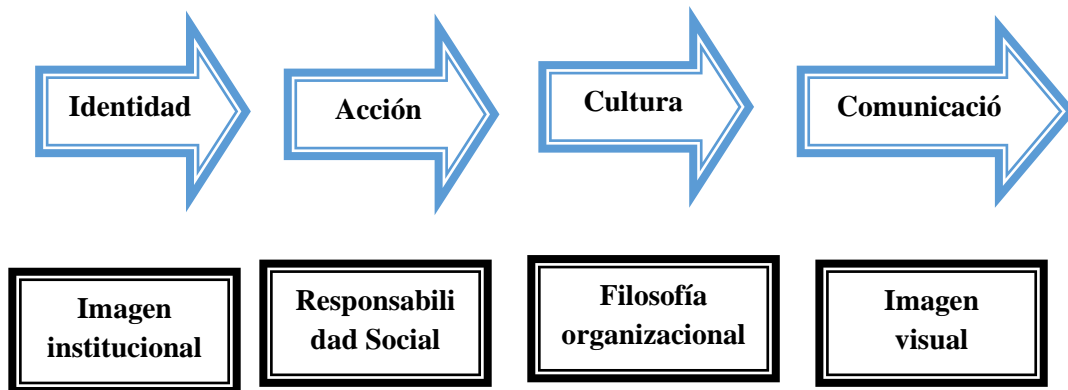 Identidad
Acción
Cultura
Comunicació
Imagen
institucional
Responsabili
dad Social
Filosofía
organizacional
Imagen
visual